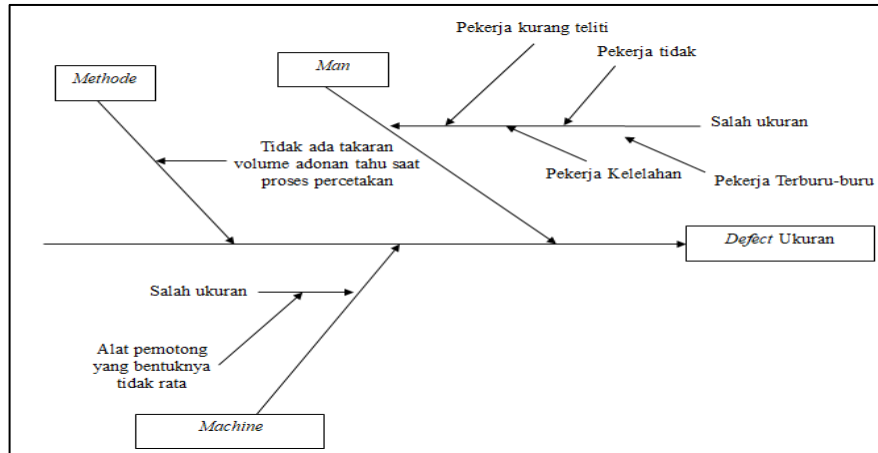 Pekerja kurang teliti
Pekerja tidak
Man
Methode
Salah ukuran
Tidak ada takaran
volume adonan tahu saat
proses percetakan
Pekerja Kelelahan
Pekerja Terburu-buru
Defect Ukuran
Salah ukuran
Alat pemotong
yang bentuknya
tidak rata
Machine